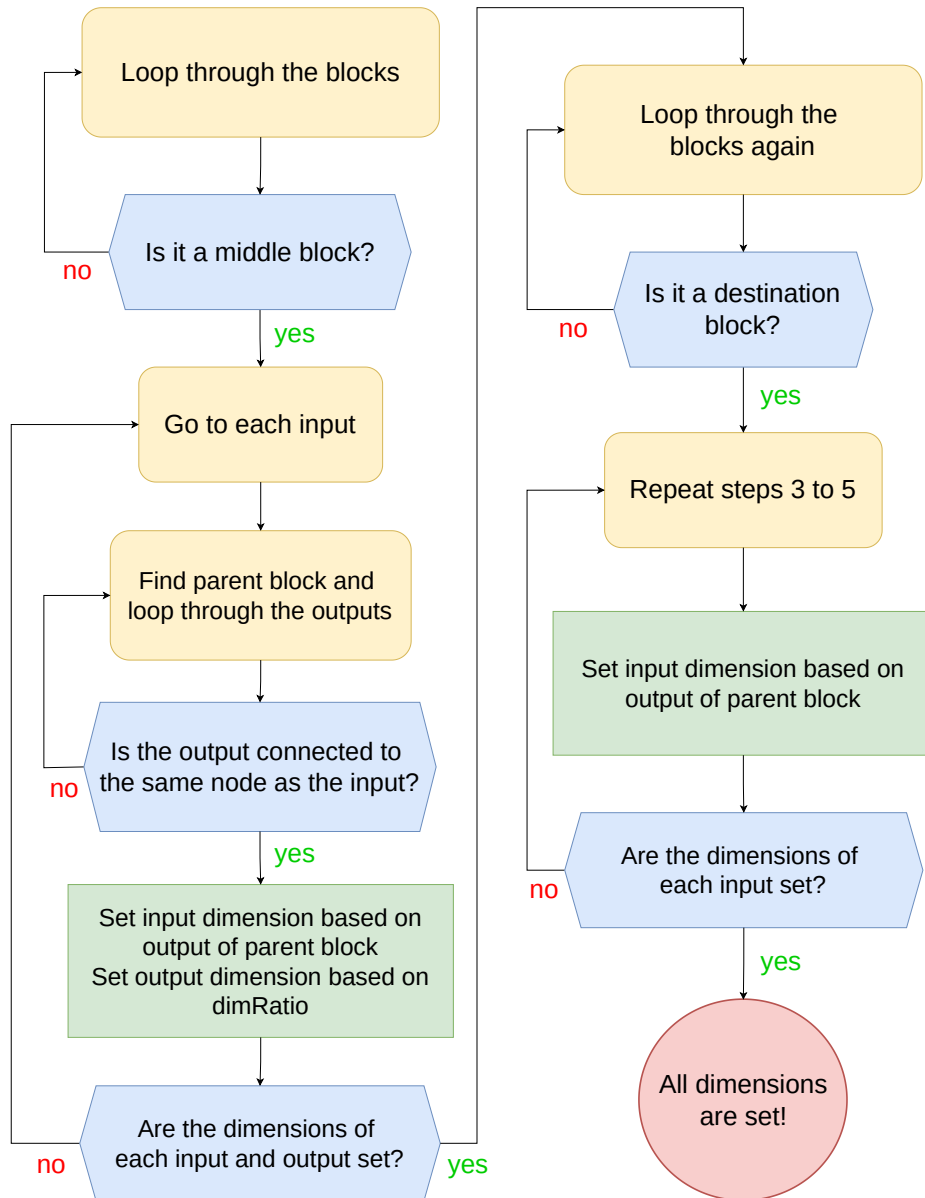 Loop through the blocks
Is it a middle block?
no
yes
Go to each input
Find parent block and
loop through the outputs
Is the output connected to
the same node as the input?
no
yes
Set input dimension based on
output of parent block
Set output dimension based on
dimRatio
Are the dimensions of
each input and output set?
no
yes
Loop through the
blocks again
Is it a destination
block?
no
yes
Repeat steps 3 to 5
Set input dimension based on
output of parent block
Are the dimensions of
each input set?
no
yes
All dimensions
are set!